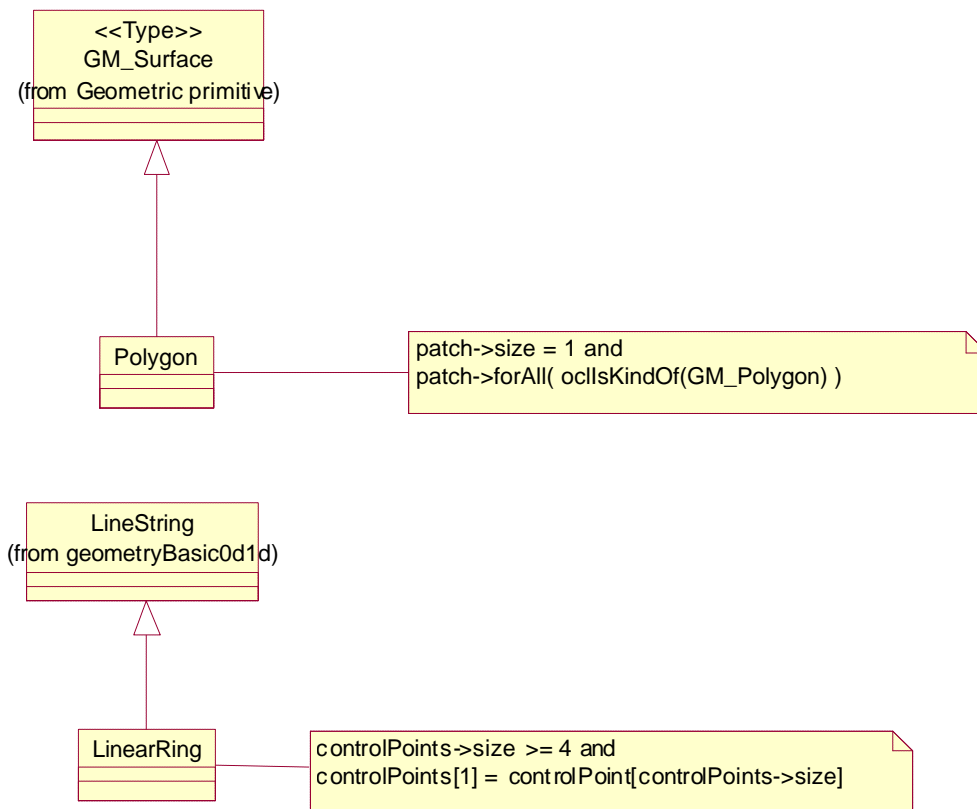 <<Type>>
GM_Surface
(from Geometric primitive)
Polygon
patch->size = 1 and
patch->forAll( oclIsKindOf(GM_Polygon) )
LineString
(from geometryBasic0d1d)
LinearRing
controlPoints->size >= 4 and
controlPoints[1] = controlPoint[controlPoints->size]